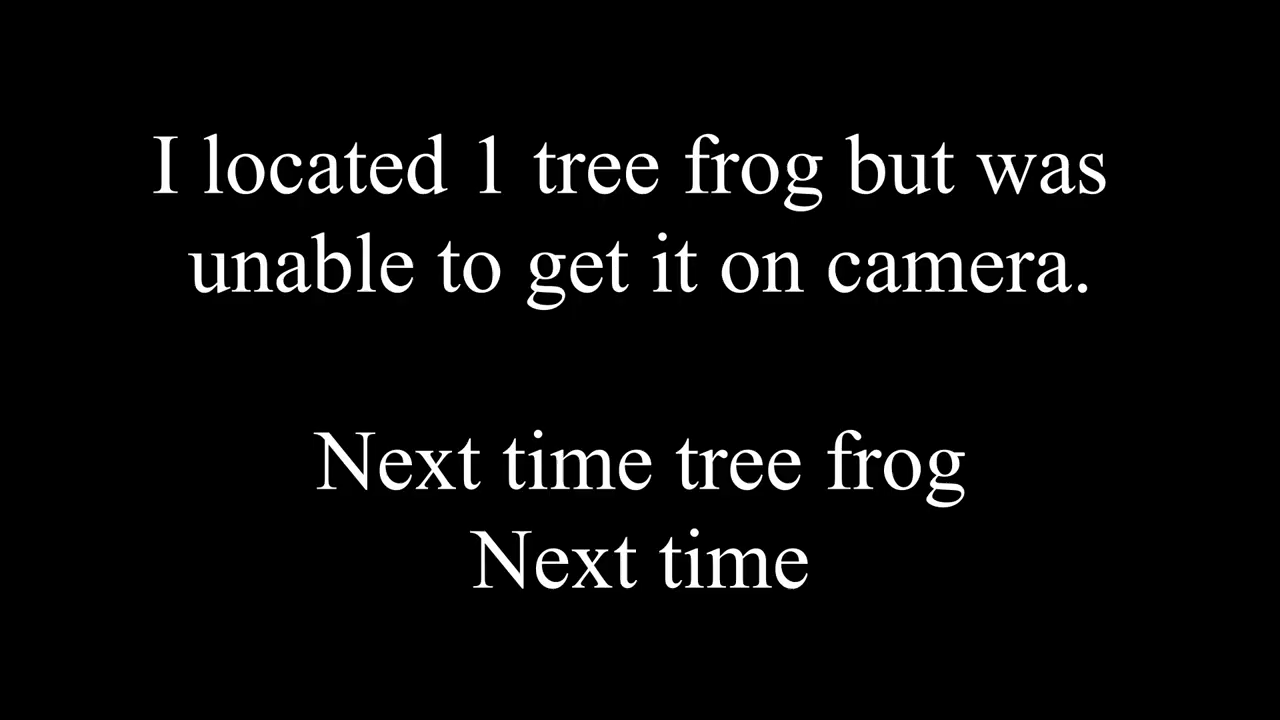 I located 1 tree frog but was
unable to get it on camera.
Next time tree frog
Next time